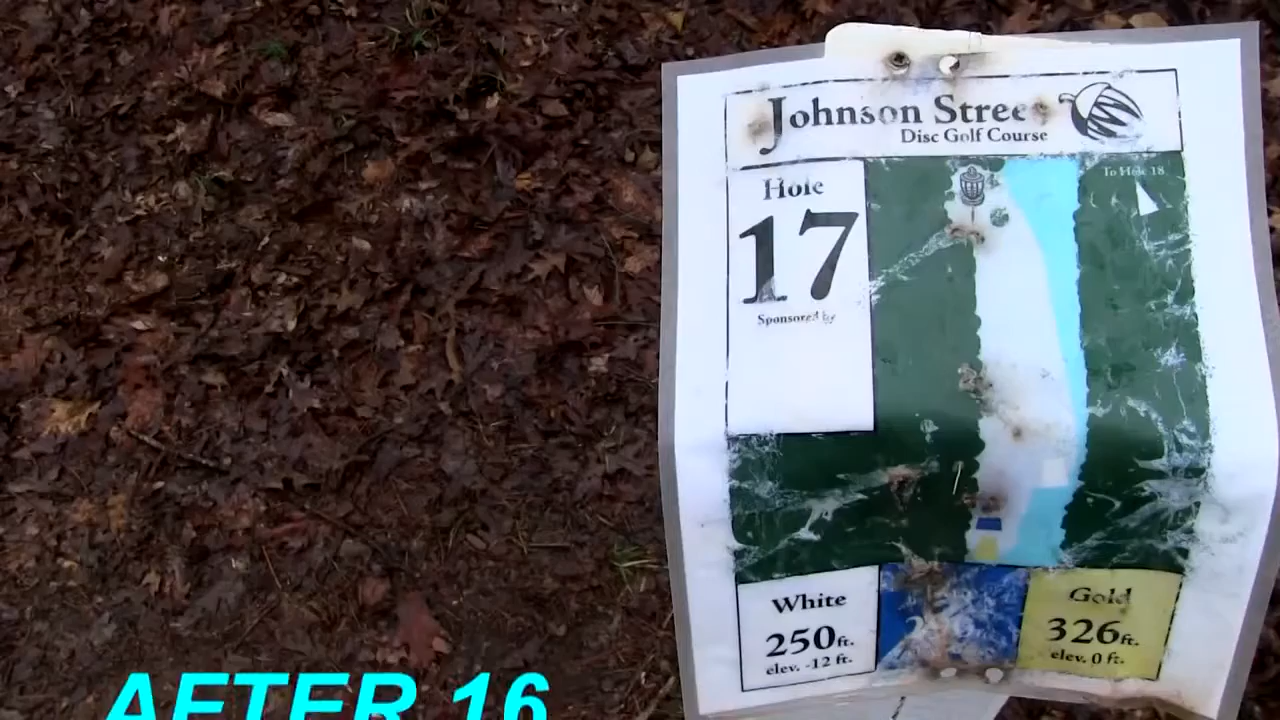 Johnson Stree
Disc Golf Course
Hole
17
Sponsored by
To Hole 18
White
250 ft.
elev. -12 ft.
Gold
326 ft.
elev. 0 ft.
AFTER 16